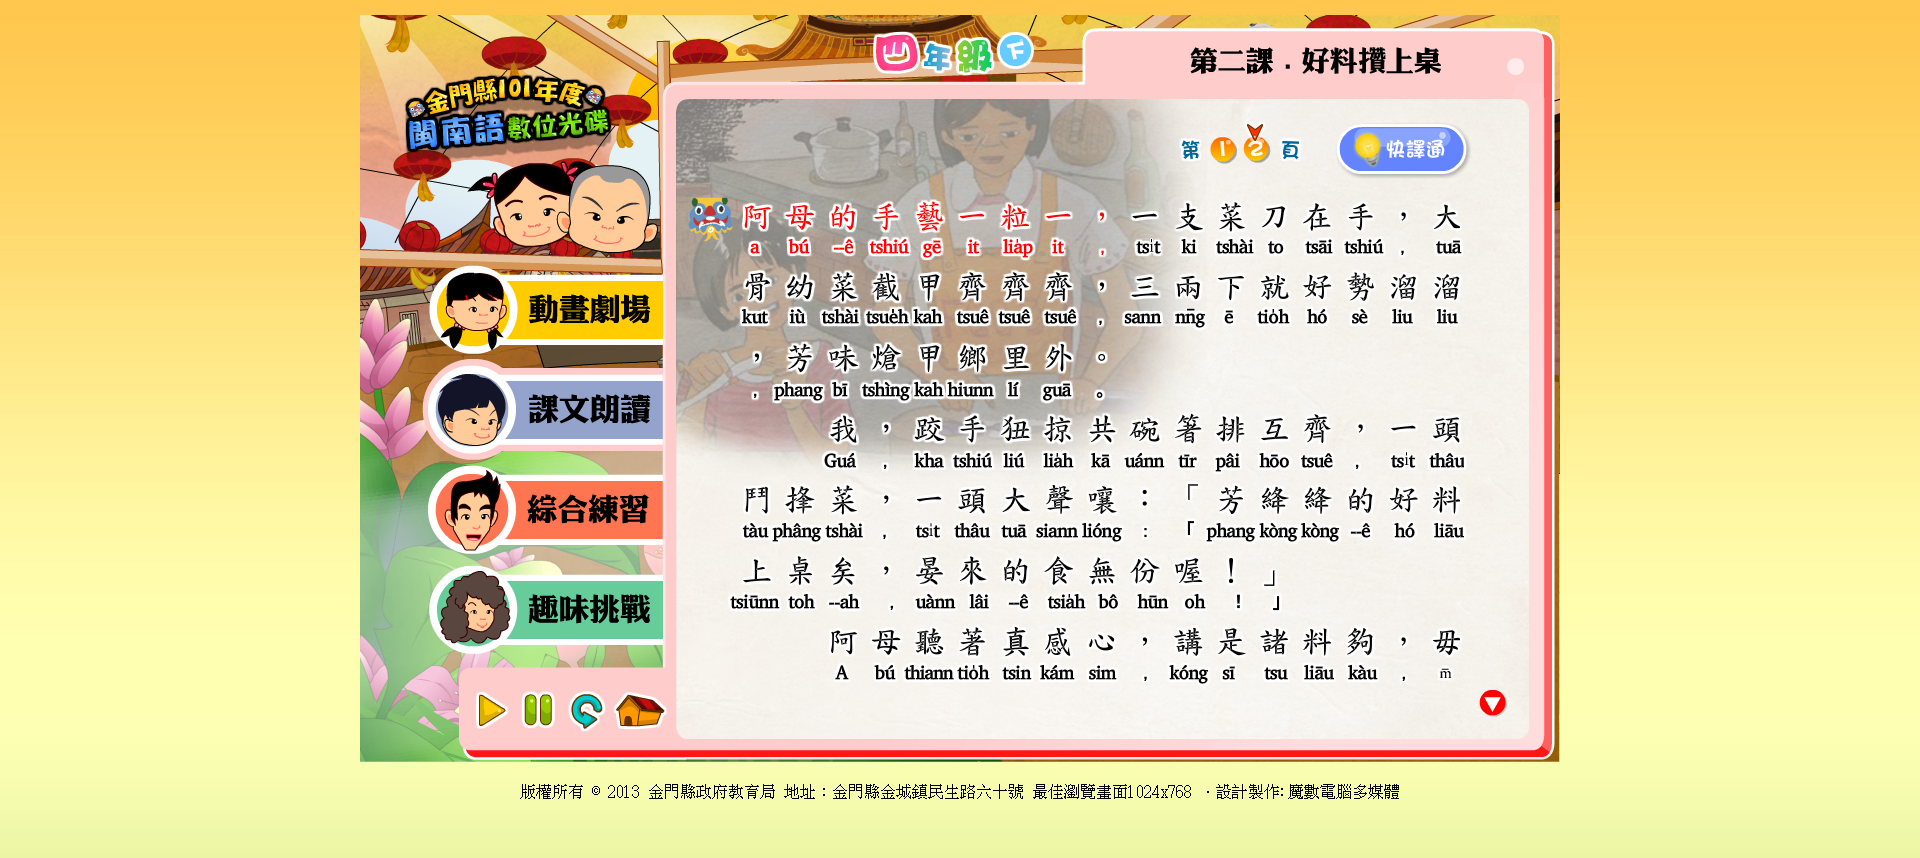 四年級下
第二課．好料攢上桌
金門縣101年度
閩南語數位光碟
第 1 2 頁
快譯通
阿母的手藝一粒一，一支菜刀在手，大
a bú --ê tshiú gē it lia̍p it , tsi̍t ki tshài to tsāi tshiú , tuā
骨幼菜截甲齊齊齊，三兩下就好勢溜溜
kut iù tshài tsue̍h kah tsuê tsuê tsuê , sann nn̄g ē tio̍h hó sè liu liu
，芳味熗甲鄉里外。
, phang bī tshìng kah hiunn lí guā 。
我，跤手狃掠共碗箸排互齊，一頭
Guá , kha tshiú liú lia̍h kā uánn tīr pâi hōo tsuê , tsi̍t thâu
鬥捀菜，一頭大聲嚷：「芳絳絳的好料
tàu phâng tshài , tsi̍t thâu tuā siann lióng : 「 phang kòng kòng --ê hó liāu
上桌矣，晏來的食無份喔！」
tsiūnn toh --ah , uànn lâi --ê tsia̍h bô hūn oh ! 」
阿母聽著真感心，講是諸料夠，毋
A bú thiann tio̍h tsin kám sim , kóng sī tsu liāu kàu , m̄
動畫劇場
課文朗讀
綜合練習
趣味挑戰
版權所有 © 2013 金門縣政府教育局 地址：金門縣金城鎮民生路六十號 最佳瀏覽畫面1024x768 ．設計製作: 魔數電腦多媒體